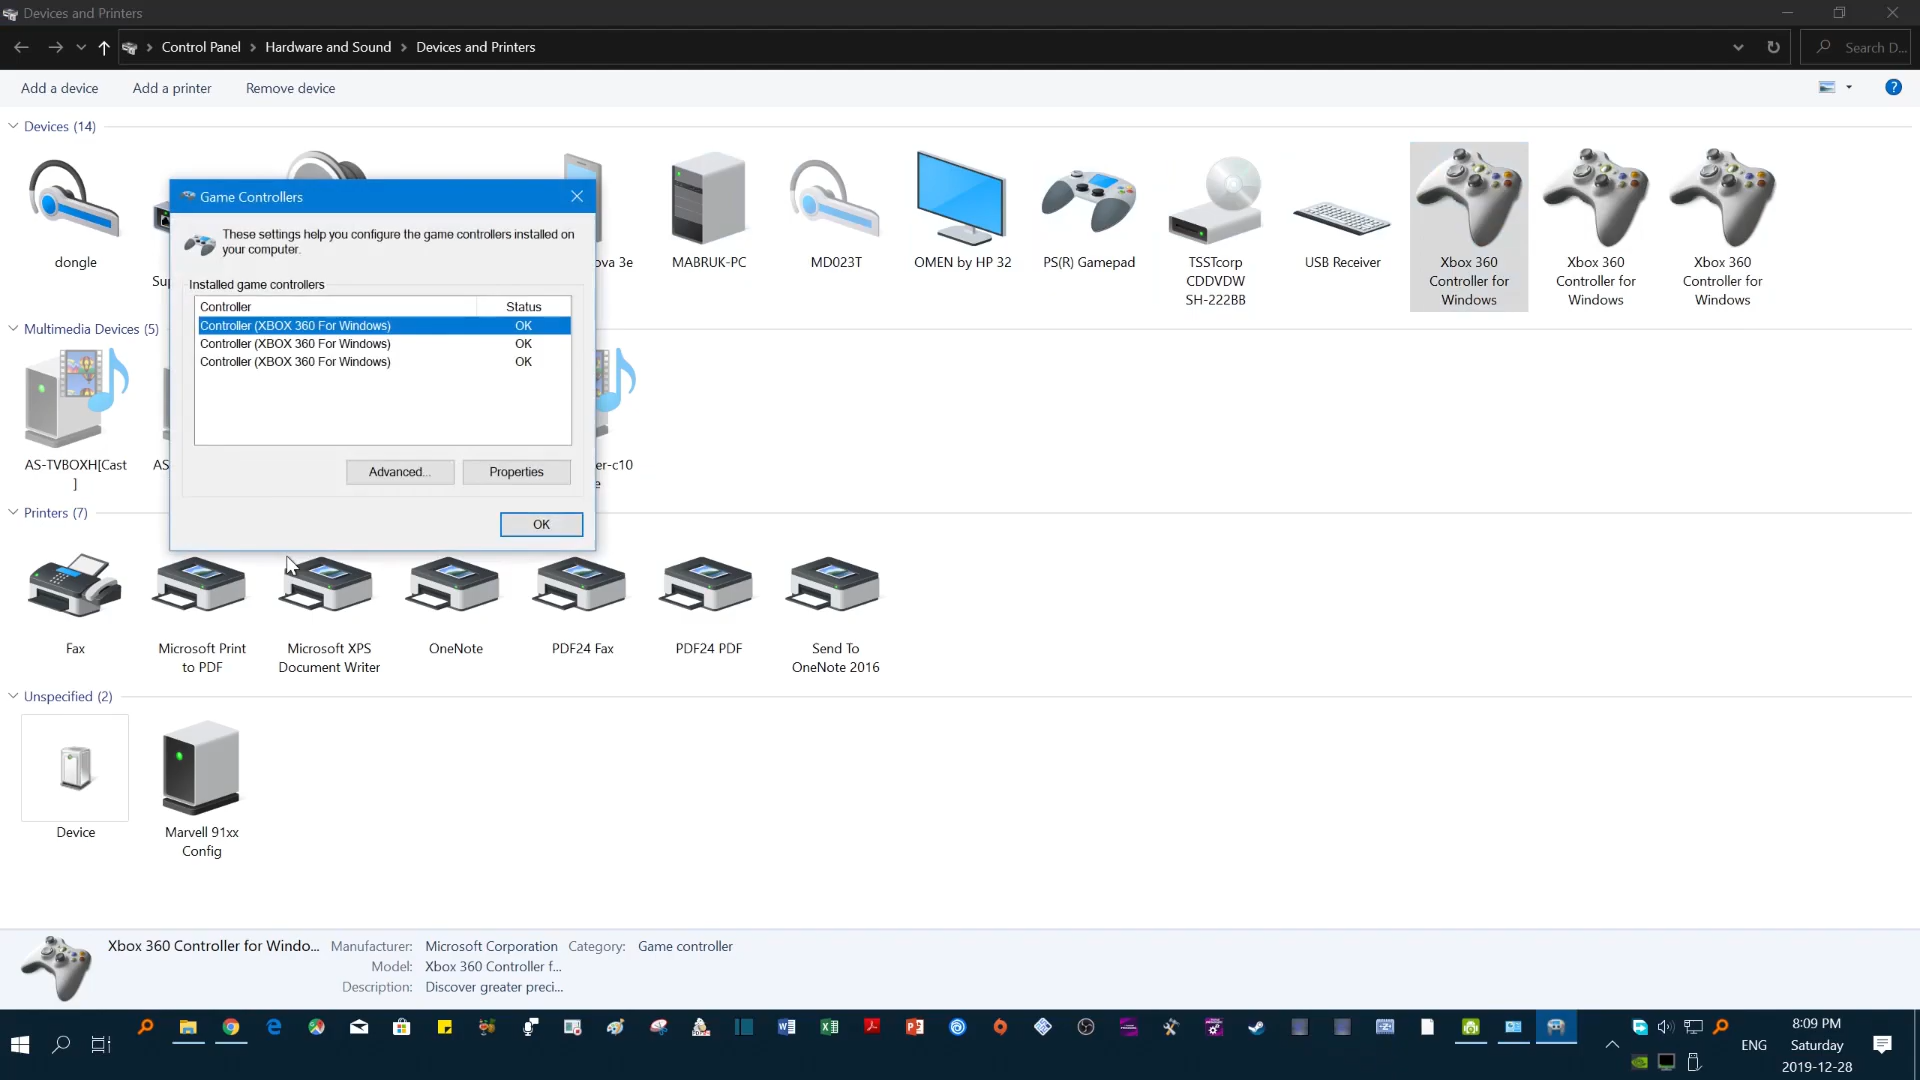 Devices and Printers
Control Panel
Hardware and Sound
Devices and Printers
Search D...
Add a device
Add a printer
Remove device
Devices (14)
Game Controllers
These settings help you configure the game controllers installed on
your computer.
Installed game controllers
Controller
Status
Controller (XBOX 360 For Windows)
OK
Controller (XBOX 360 For Windows)
OK
Controller (XBOX 360 For Windows)
OK
Advanced...
Properties
OK
dongle
Sup
ova 3e
MABRUK-PC
MD023T
OMEN by HP 32
PS(R) Gamepad
TSSTcorp
CDDVDW
SH-222BB
USB Receiver
Xbox 360
Controller for
Windows
Xbox 360
Controller for
Windows
Xbox 360
Controller for
Windows
Multimedia Devices (5)
AS-TVBOXH[Cast
]
AS
er-c10
e
Printers (7)
Fax
Microsoft Print
to PDF
Microsoft XPS
Document Writer
OneNote
PDF24 Fax
PDF24 PDF
Send To
OneNote 2016
Unspecified (2)
Device
Marvell 91xx
Config
Xbox 360 Controller for Windo...
Manufacturer: Microsoft Corporation
Category: Game controller
Model: Xbox 360 Controller f...
Description: Discover greater preci...
ENG
8:09 PM
Saturday
2019-12-28